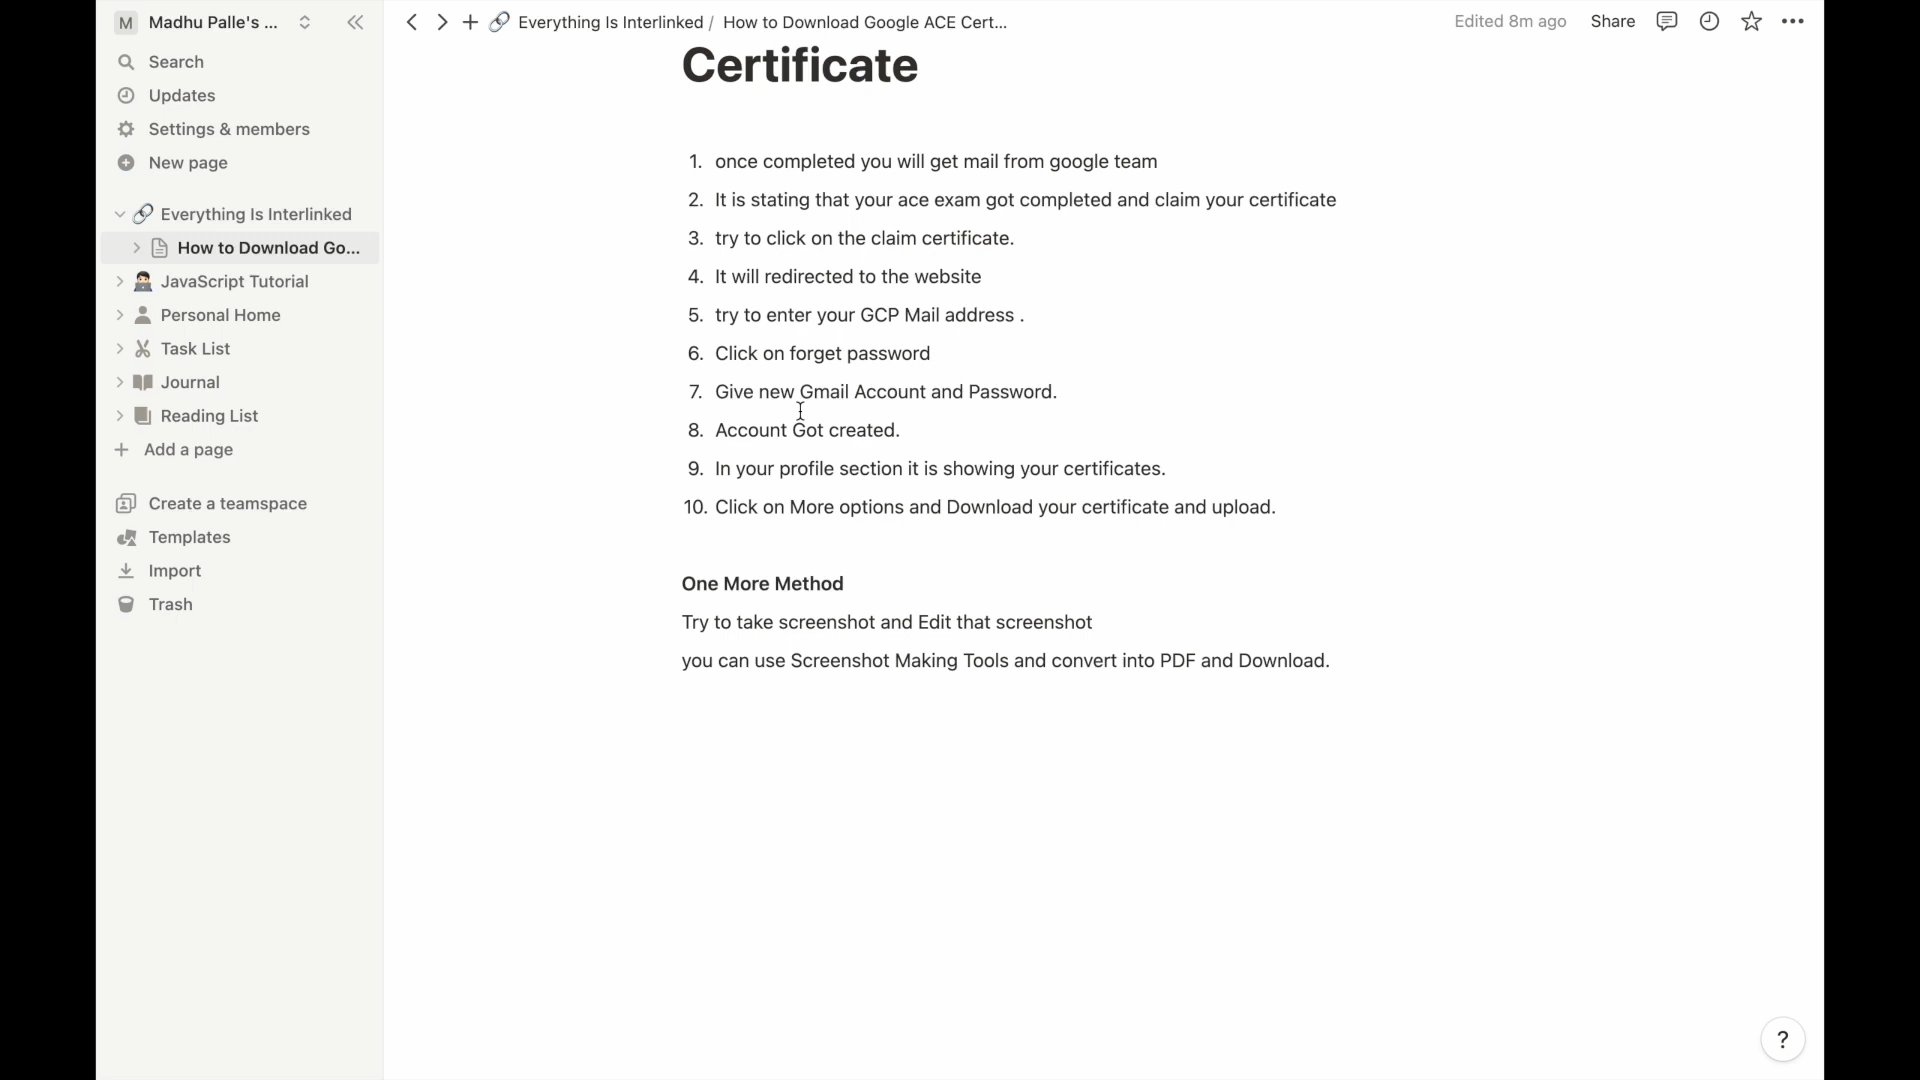 M Madhu Palle's ...
Search
Updates
Settings & members
New page
Everything Is Interlinked
How to Download Go...
JavaScript Tutorial
Personal Home
Task List
Journal
Reading List
Add a page
Create a teamspace
Templates
Import
Trash
Everything Is Interlinked / How to Download Google ACE Cert...
Edited 8m ago Share
Certificate
1. once completed you will get mail from google team
2. It is stating that your ace exam got completed and claim your certificate
3. try to click on the claim certificate.
4. It will redirected to the website
5. try to enter your GCP Mail address .
6. Click on forget password
7. Give new Gmail Account and Password.
8. Account Got created.
9. In your profile section it is showing your certificates.
10. Click on More options and Download your certificate and upload.
One More Method
Try to take screenshot and Edit that screenshot
you can use Screenshot Making Tools and convert into PDF and Download.
?